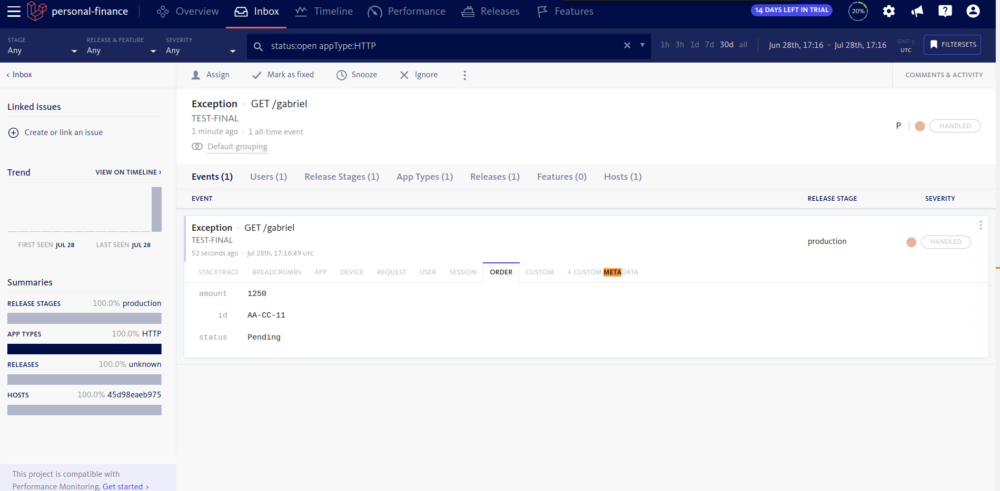 personal-finance
Overview
Inbox
Timeline
Performance
Releases
Features
14 DAYS LEFT IN TRIAL
20%
STAGE
Any
RELEASE & FEATURE
Any
SEVERITY
Any
status:open appType:HTTP
1h 3h 1d 7d 30d all
Jun 28th, 17:16 – Jul 28th, 17:16
GMT-5
UTC
FILTERSETS
‹ Inbox
Assign
Mark as fixed
Snooze
Ignore
COMMENTS & ACTIVITY
Linked issues
Create or link an issue
Trend
VIEW ON TIMELINE ›
FIRST SEEN JUL 28
LAST SEEN JUL 28
Summaries
RELEASE STAGES
100.0% production
APP TYPES
100.0% HTTP
RELEASES
100.0% unknown
HOSTS
100.0% 45d98eaeb975
This project is compatible with
Performance Monitoring. Get started ›
Exception • GET /gabriel
TEST-FINAL
1 minute ago • 1 all-time event
Default grouping
P
HANDLED
Events (1)
Users (1)
Release Stages (1)
App Types (1)
Releases (1)
Features (0)
Hosts (1)
EVENT
RELEASE STAGE
SEVERITY
Exception • GET /gabriel
TEST-FINAL
52 seconds ago • Jul 28th, 17:16:49 UTC
production
HANDLED
STACKTRACE
BREADCRUMBS
APP
DEVICE
REQUEST
USER
SESSION
ORDER
CUSTOM
+ CUSTOM METADATA
amount 1250
id AA-CC-11
status Pending